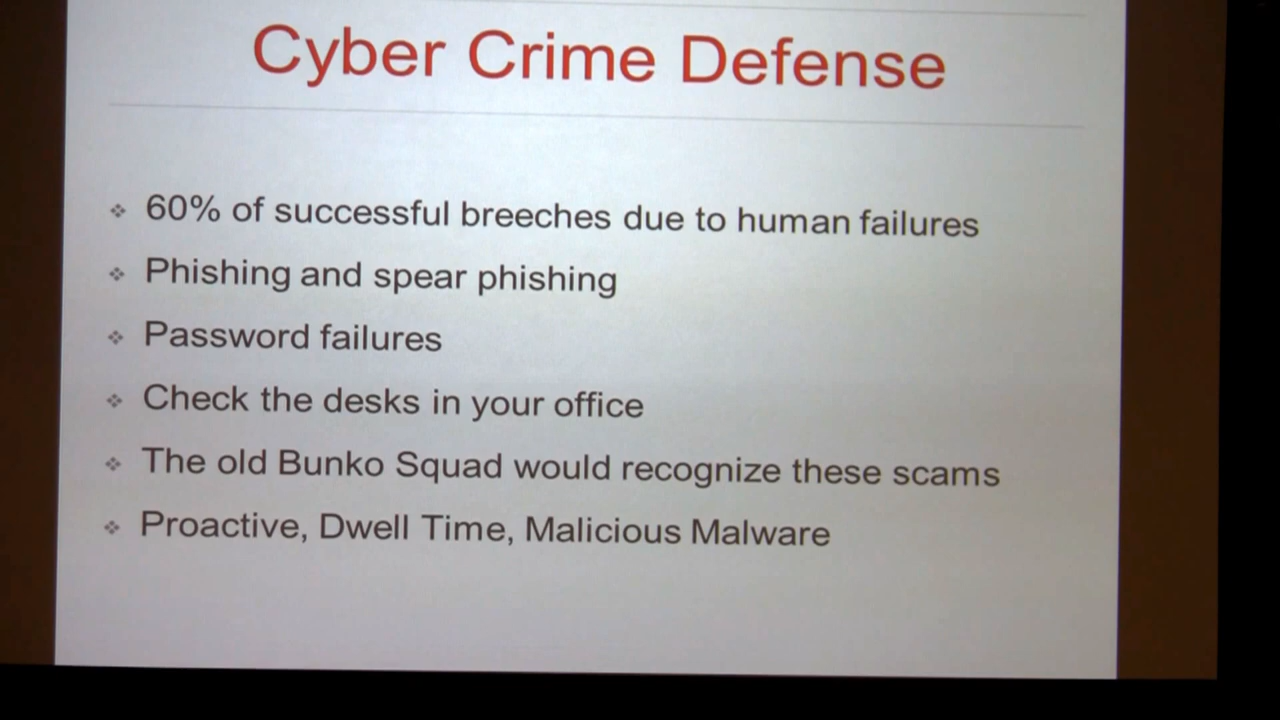 Cyber Crime Defense
60% of successful breeches due to human failures
Phishing and spear phishing
Password failures
Check the desks in your office
The old Bunko Squad would recognize these scams
Proactive, Dwell Time, Malicious Malware